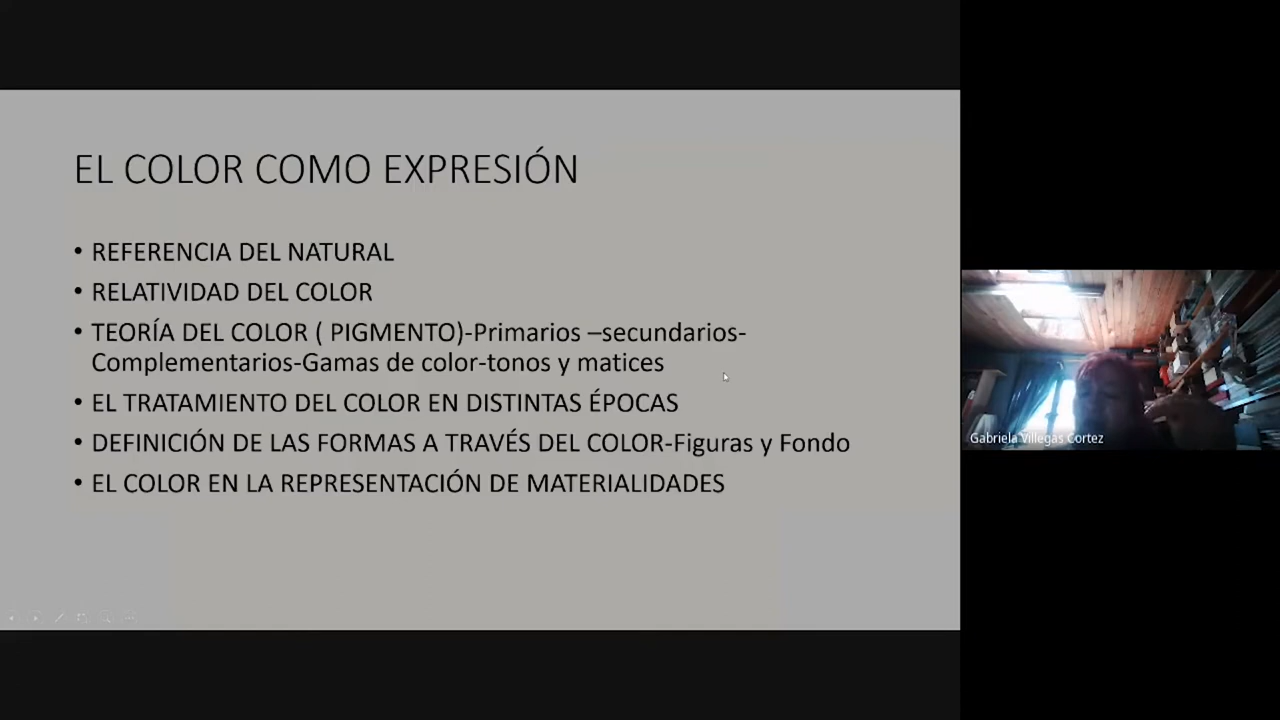 EL COLOR COMO EXPRESIÓN
• REFERENCIA DEL NATURAL
• RELATIVIDAD DEL COLOR
• TEORÍA DEL COLOR ( PIGMENTO)-Primarios –secundarios-
Complementarios-Gamas de color-tonos y matices
• EL TRATAMIENTO DEL COLOR EN DISTINTAS ÉPOCAS
• DEFINICIÓN DE LAS FORMAS A TRAVÉS DEL COLOR-Figuras y Fondo
• EL COLOR EN LA REPRESENTACIÓN DE MATERIALIDADES
Gabriela Villegas Cortez